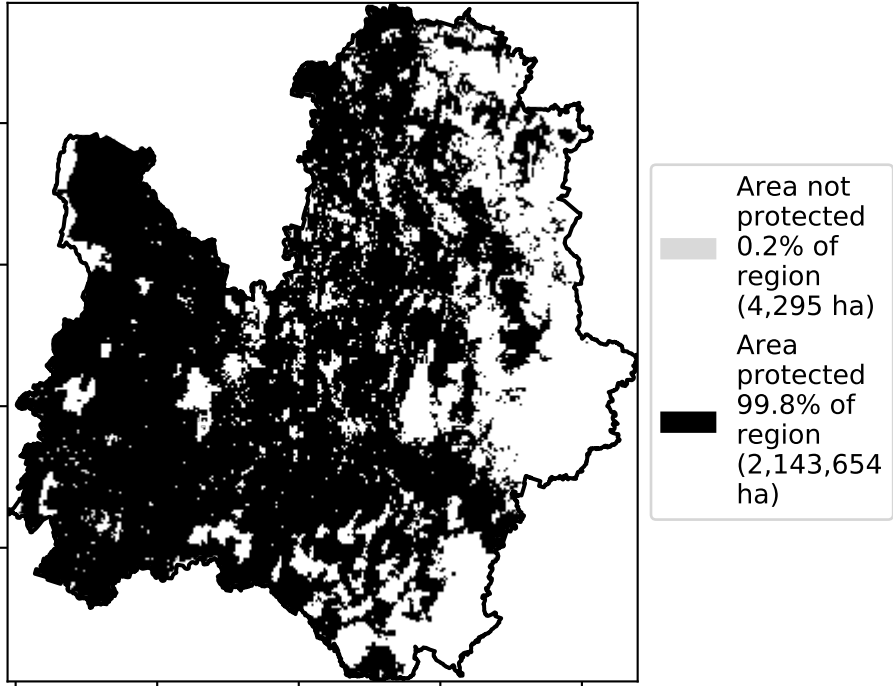 Area not
protected
0.2% of
region
(4,295 ha)
Area
protected
99.8% of
region
(2,143,654
ha)